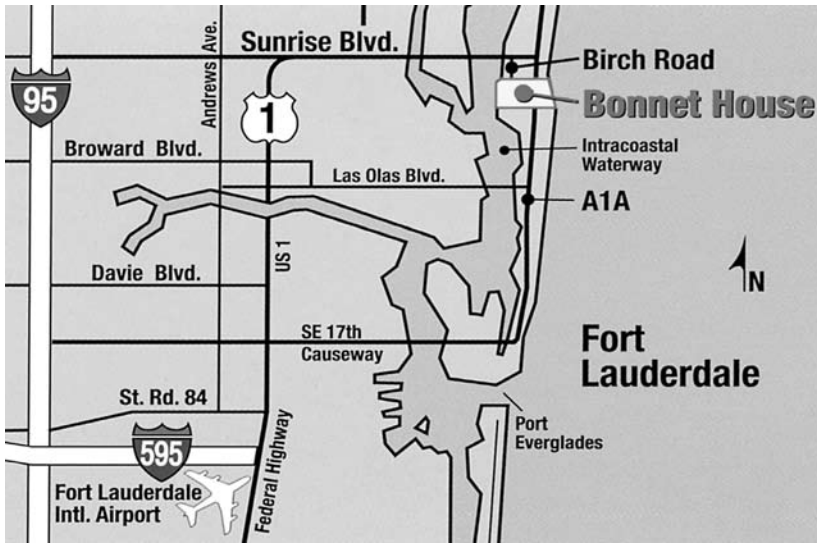 Sunrise Blvd.
Andrews Ave.
Birch Road
95
1
Bonnet House
Broward Blvd.
Intracoastal
Waterway
Las Olas Blvd.
A1A
US 1
Davie Blvd.
N
SE 17th
Causeway
Fort
Lauderdale
St. Rd. 84
Port
Everglades
595
Federal Highway
Fort Lauderdale
Intl. Airport